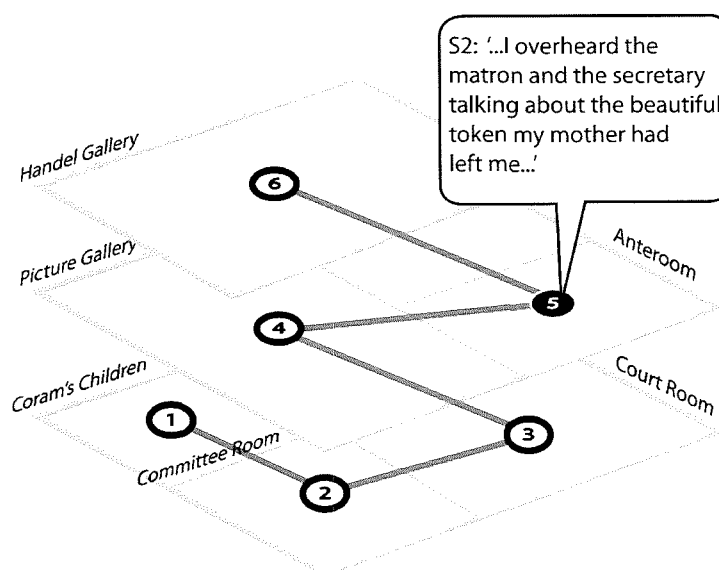 S2: ‘...I overheard the
matron and the secretary
talking about the beautiful
token my mother had
left me...’
Handel Gallery
6
Anteroom
Picture Gallery
5
4
Court Room
Coram's Children
1
3
Committee Room
2